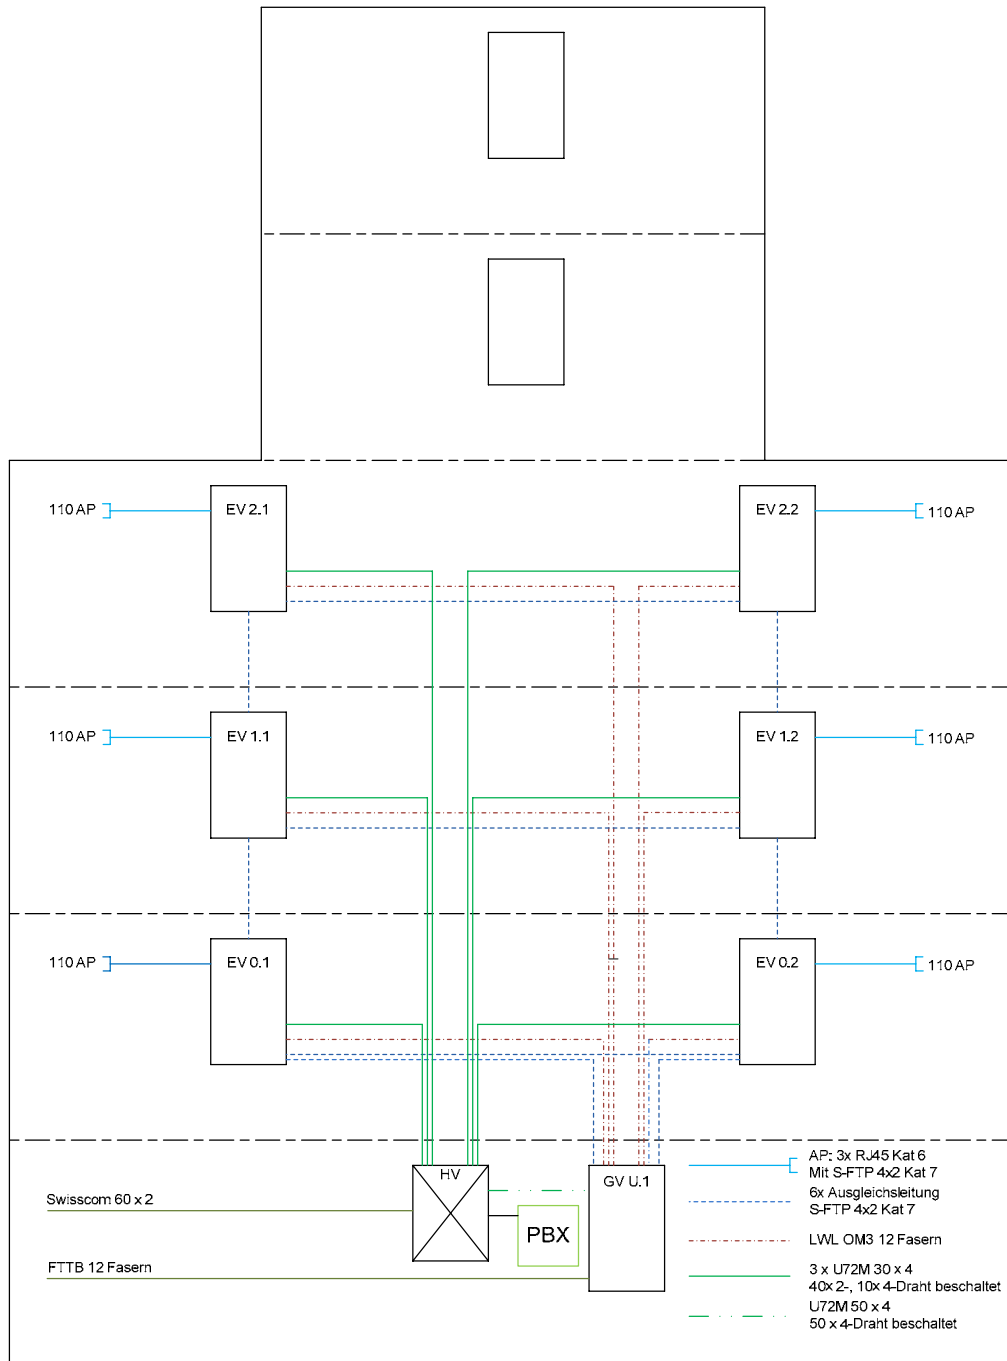 110 AP
EV 2.1
EV 2.2
110 AP
110 AP
EV 1.1
EV 1.2
110 AP
110 AP
EV 0.1
EV 0.2
110 AP
HV
GV U.1
Swisscom 60 x 2
PBX
FTTB 12 Fasern
AP: 3x RJ45 Kat 6
Mit S-FTP 4x2 Kat 7
6x Ausgleichsleitung
S-FTP 4x2 Kat 7
LWL OM3 12 Fasern
3 x U72M 30 x 4
40x 2-, 10x 4-Draht beschaltet
U72M 50 x 4
50 x 4-Draht beschaltet